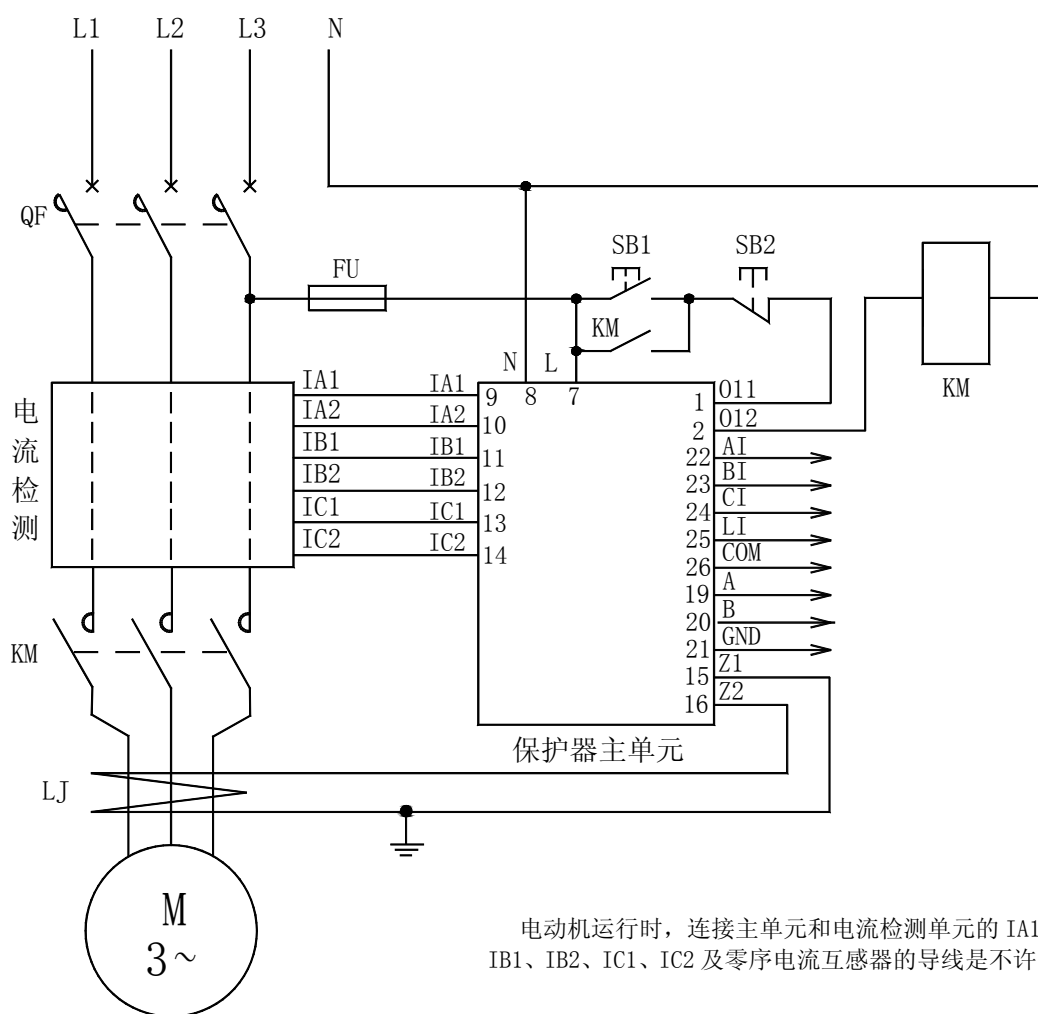 L1 L2 L3 N
QF
FU
SB1 SB2
KM
KM
N L
8 7
电流检测
IA1 IA1 9
IA2 IA2 10
IB1 IB1 11
IB2 IB2 12
IC1 IC1 13
IC2 IC2 14
1 011
2 012
22 AI
23 BI
24 CI
25 LI
26 COM
19 A
20 B
21 GND
15 Z1
16 Z2
保护器主单元
KM
LJ
M
3～
电动机运行时，连接主单元和电流检测单元的 IA1
IB1、IB2、IC1、IC2 及零序电流互感器的导线是不许